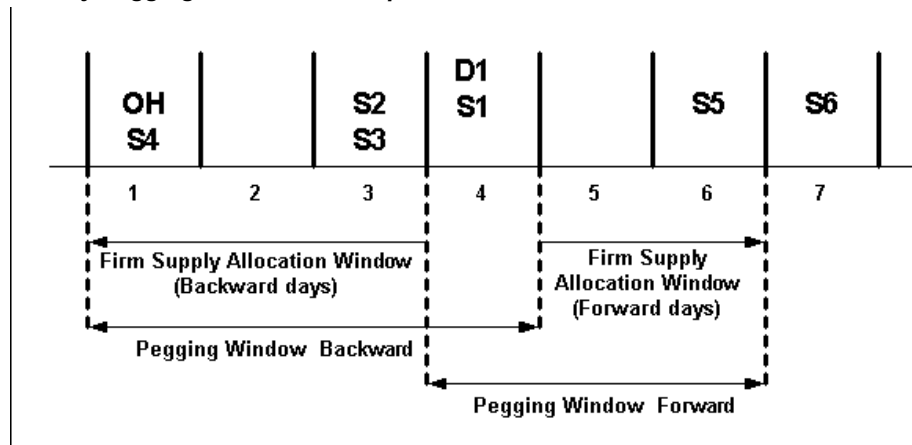 D1
OH S2 S1 S5 S6
S4 S3
1 2 3 4 5 6 7
Firm Supply Allocation Window
(Backward days)
Firm Supply
Allocation Window
(Forward days)
Pegging Window Backward
Pegging Window Forward